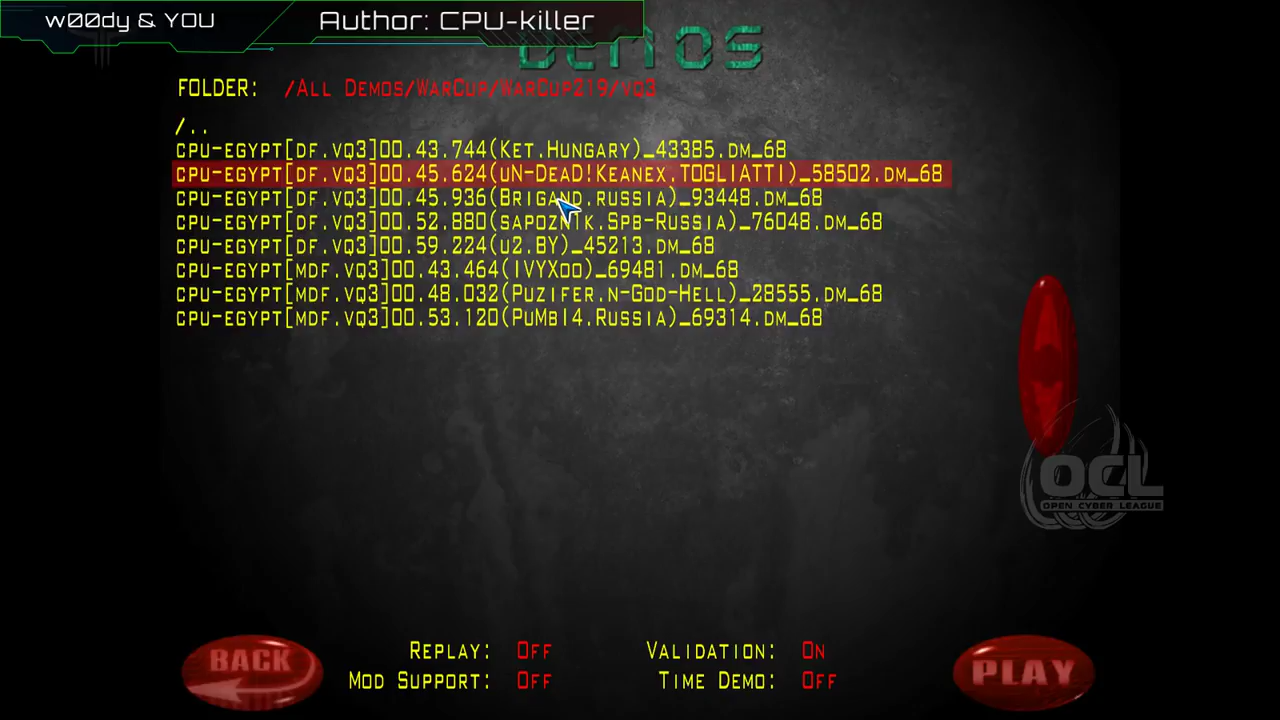 w00dy & YOU
Author: CPU-killer
DEMOS
FOLDER: /ALL DEMOS/WARCUP/WARCUP219/VQ3
/..
CPU-EGYPT[DF.VQ3]00.43.744(KET.HUNGARY)_43385.DM_68
CPU-EGYPT[DF.VQ3]00.45.624(UN-DEAD!KEANEX.TOGLIATTI)_58502.DM_68
CPU-EGYPT[DF.VQ3]00.45.936(BRIGAND.RUSSIA)_93448.DM_68
CPU-EGYPT[DF.VQ3]00.52.880(SAPOZN1K.SPB-RUSSIA)_76048.DM_68
CPU-EGYPT[DF.VQ3]00.59.224(U2.BY)_45213.DM_68
CPU-EGYPT[MDF.VQ3]00.43.464(IVYXOO)_69481.DM_68
CPU-EGYPT[MDF.VQ3]00.48.032(PUZIFER.N-GOD-HELL)_28555.DM_68
CPU-EGYPT[MDF.VQ3]00.53.120(PUMBI4.RUSSIA)_69314.DM_68
OCL
OPEN CYBER LEAGUE
REPLAY: OFF
VALIDATION: ON
BACK
PLAY
MOD SUPPORT: OFF
TIME DEMO: OFF